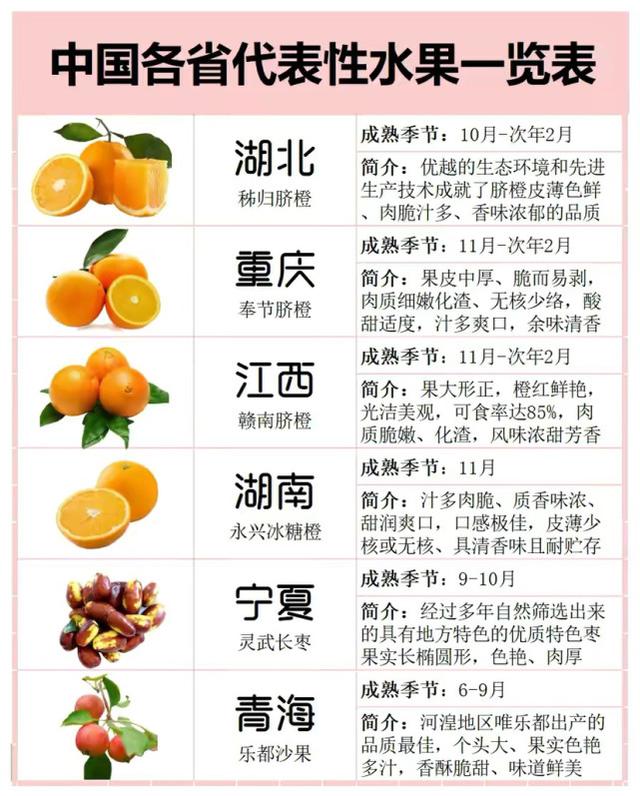 中国各省代表性水果一览表
湖北
秭归脐橙
成熟季节：10月-次年2月
简介：优越的生态环境和先进
生产技术成就了脐橙皮薄色鲜
、肉脆汁多、香味浓郁的品质
重庆
奉节脐橙
成熟季节：11月-次年2月
简介：果皮中厚、脆而易剥，
肉质细嫩化渣、无核少络，酸
甜适度，汁多爽口，余味清香
江西
赣南脐橙
成熟季节：11月-次年2月
简介：果大形正，橙红鲜艳，
光洁美观，可食率达85%，肉
质脆嫩、化渣，风味浓甜芳香
湖南
永兴冰糖橙
成熟季节：11月
简介：汁多肉脆、质香味浓、
甜润爽口，口感极佳，皮薄少
核或无核、具清香味且耐贮存
宁夏
灵武长枣
成熟季节：9-10月
简介：经过多年自然筛选出来
的具有地方特色的优质特色枣
果实长椭圆形，色艳、肉厚
青海
乐都沙果
成熟季节：6-9月
简介：河湟地区唯乐都出产的
品质最佳，个头大、果实色艳
多汁，香酥脆甜、味道鲜美